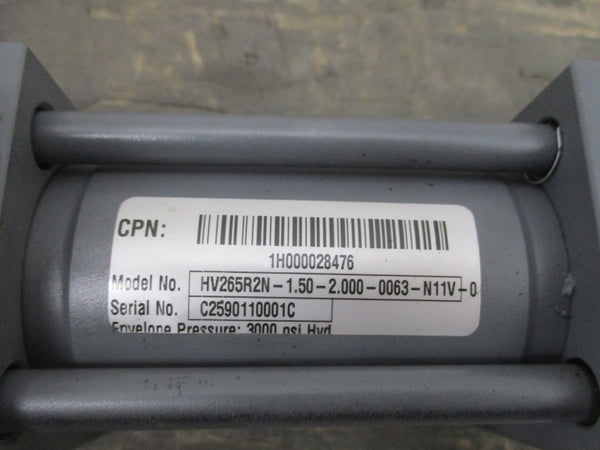 CPN:
1H000028476
Model No. HV265R2N-1.50-2.000-0063-N11V-0
Serial No. C2590110001C
Envelope Pressure: 3000 psi Hyd